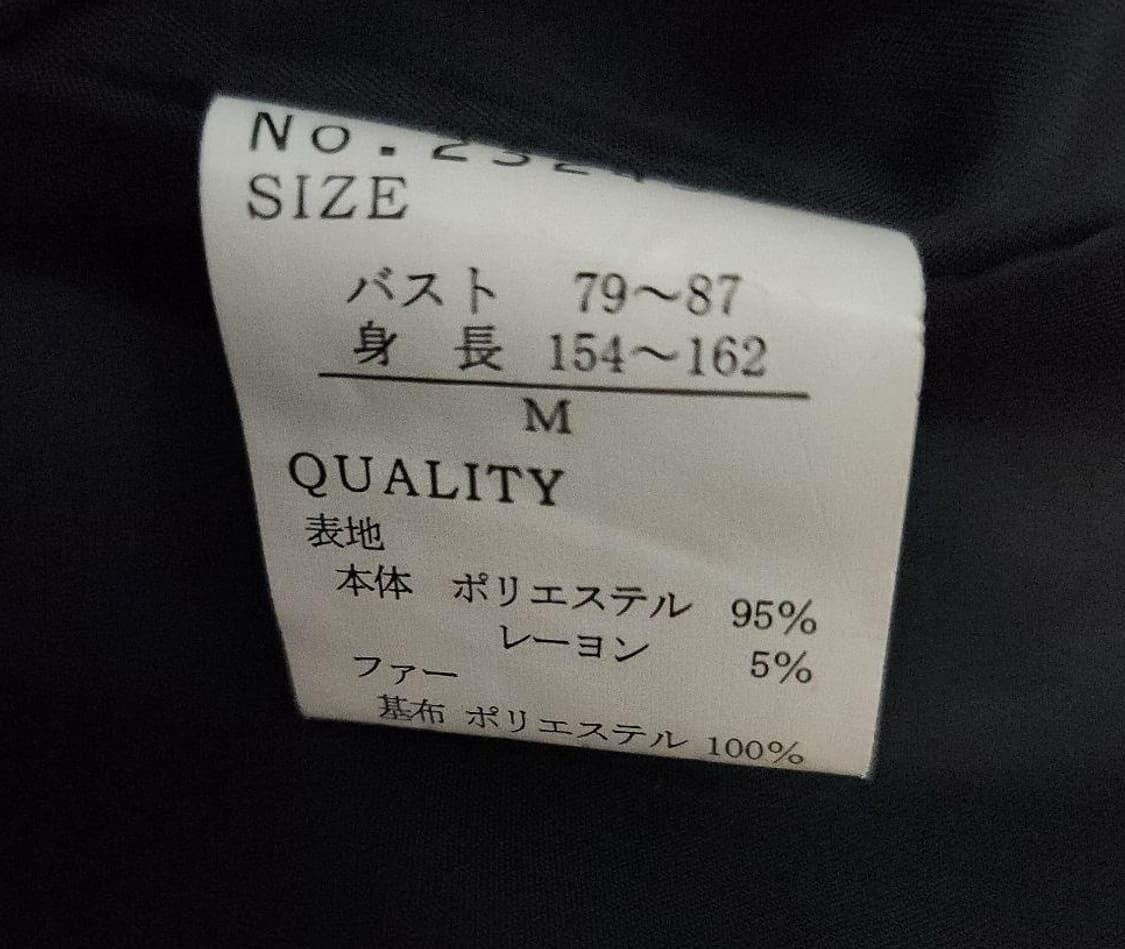 No.
SIZE
バスト 79～87
身 長 154～162
M
QUALITY
表地
本体 ポリエステル 95%
レーヨン 5%
ファー
基布 ポリエステル 100%